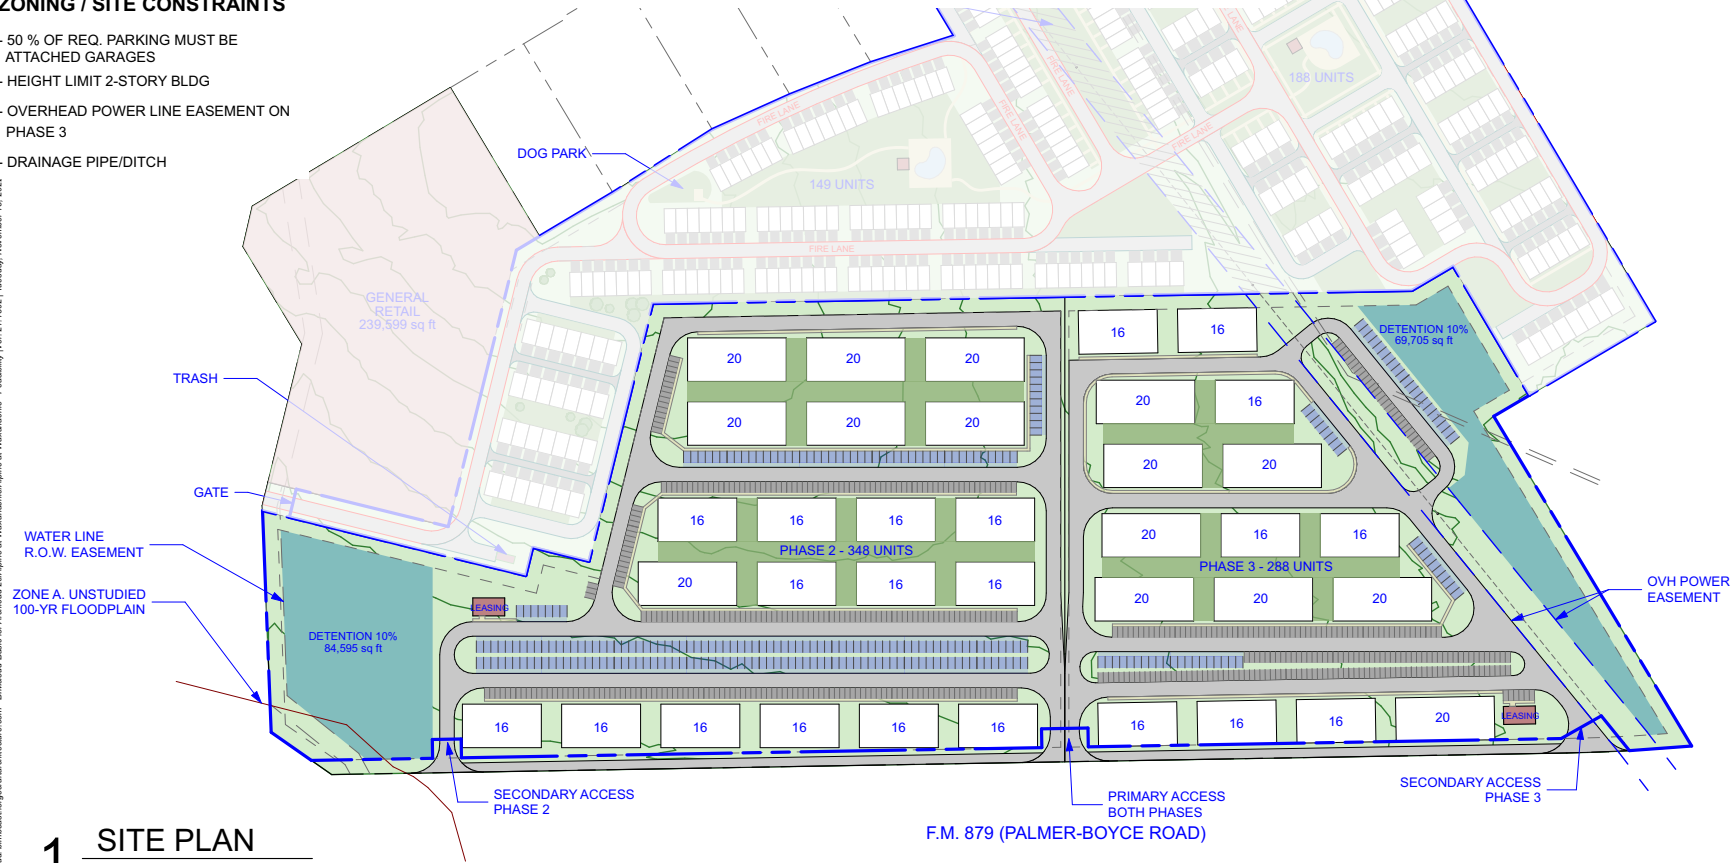 ZONING / SITE CONSTRAINTS
- 50 % OF REQ. PARKING MUST BE
ATTACHED GARAGES
- HEIGHT LIMIT 2-STORY BLDG
- OVERHEAD POWER LINE EASEMENT ON
PHASE 3
- DRAINAGE PIPE/DITCH
DOG PARK
149 UNITS
188 UNITS
FIRE LANE
FIRE LANE
FIRE LANE
FIRE LANE
FIRE LANE
GENERAL
RETAIL
239,599 sq ft
TRASH
GATE
WATER LINE
R.O.W. EASEMENT
ZONE A. UNSTUDIED
100-YR FLOODPLAIN
DETENTION 10%
84,595 sq ft
DETENTION 10%
69,705 sq ft
LEASING
20 20 20
20 20 20
16 16 16 16
PHASE 2 - 348 UNITS
20 16 16 16
16 16 16 16 16 16
16 16
20 16
20 20
20 16 16
PHASE 3 - 288 UNITS
20 20 20
16 16 16 20
LEASING
OVH POWER
EASEMENT
SECONDARY ACCESS
PHASE 2
PRIMARY ACCESS
BOTH PHASES
SECONDARY ACCESS
PHASE 3
F.M. 879 (PALMER-BOYCE ROAD)
1 SITE PLAN